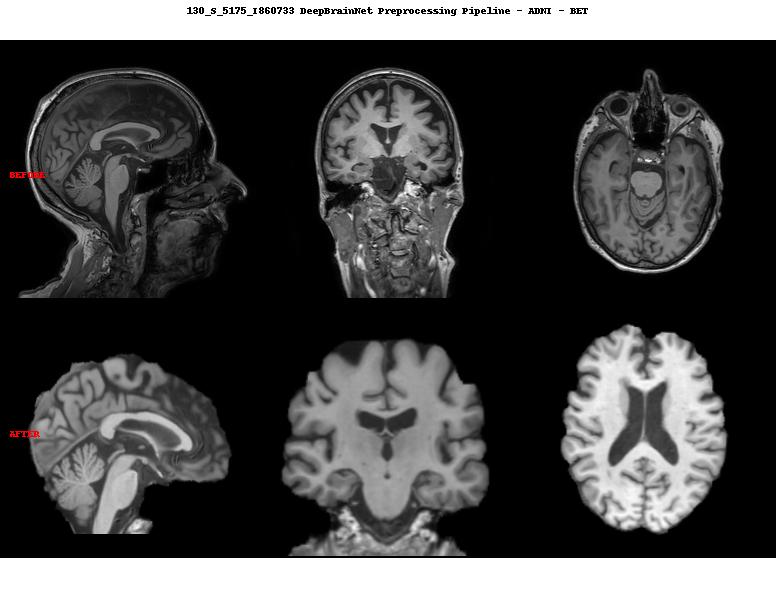 130_S_5175_I860733 DeepBrainNet Preprocessing Pipeline - ADNI - BET
BEFORE
AFTER